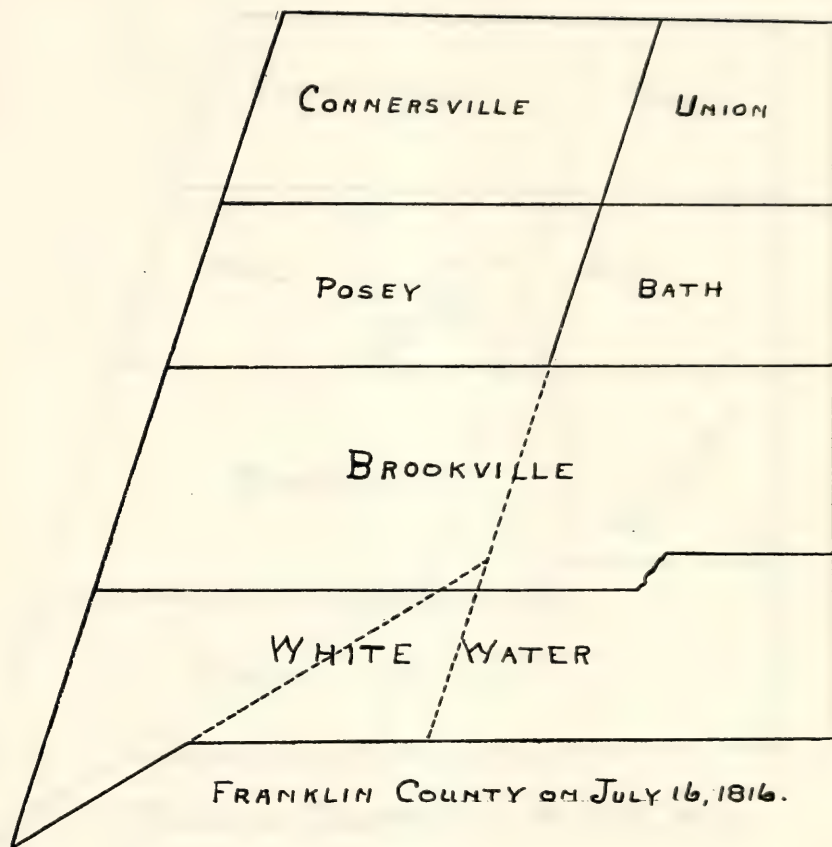 CONNERSVILLE
UNION
POSEY
BATH
BROOKVILLE
WHITE WATER
FRANKLIN COUNTY ON JULY 16, 1816.